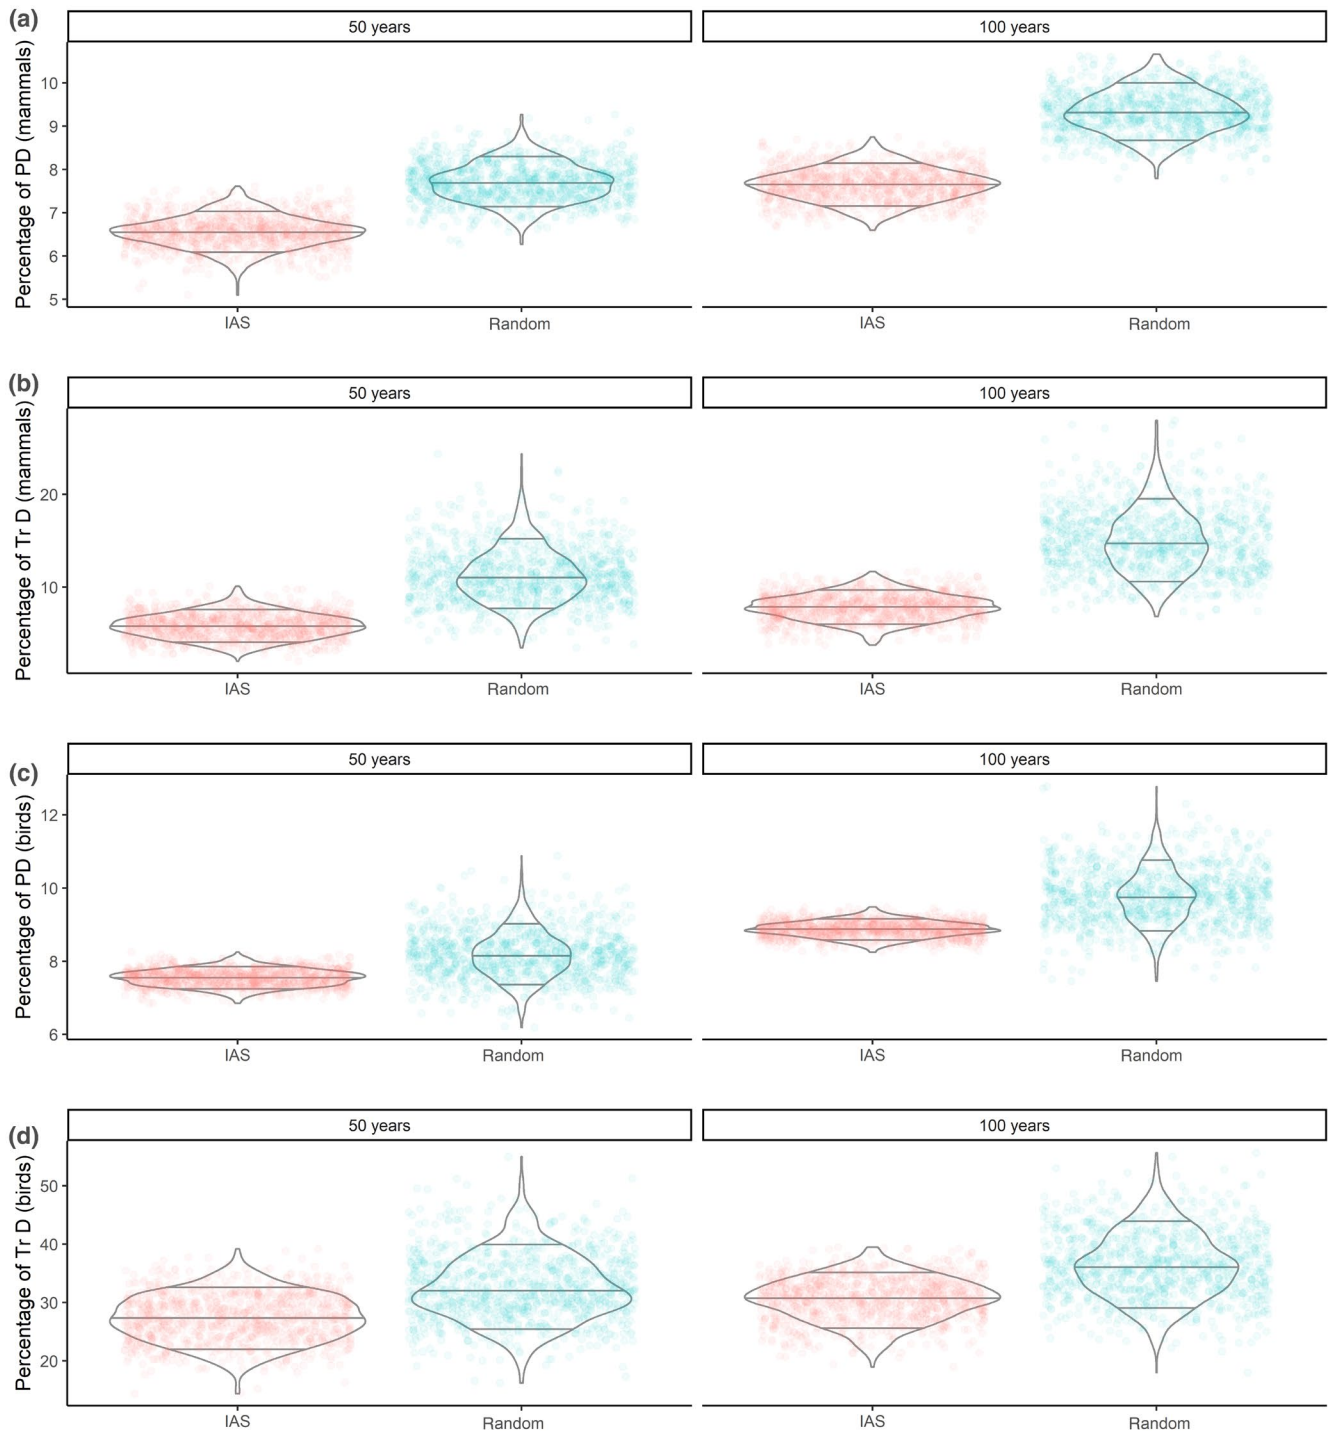 (a)
50 years
100 years
Percentage of PD (mammals)
10
9
8
7
6
5
IAS
Random
IAS
Random
(b)
50 years
100 years
Percentage of Tr D (mammals)
20
10
IAS
Random
IAS
Random
(c)
50 years
100 years
Percentage of PD (birds)
12
10
8
6
IAS
Random
IAS
Random
(d)
50 years
100 years
Percentage of Tr D (birds)
50
40
30
20
IAS
Random
IAS
Random